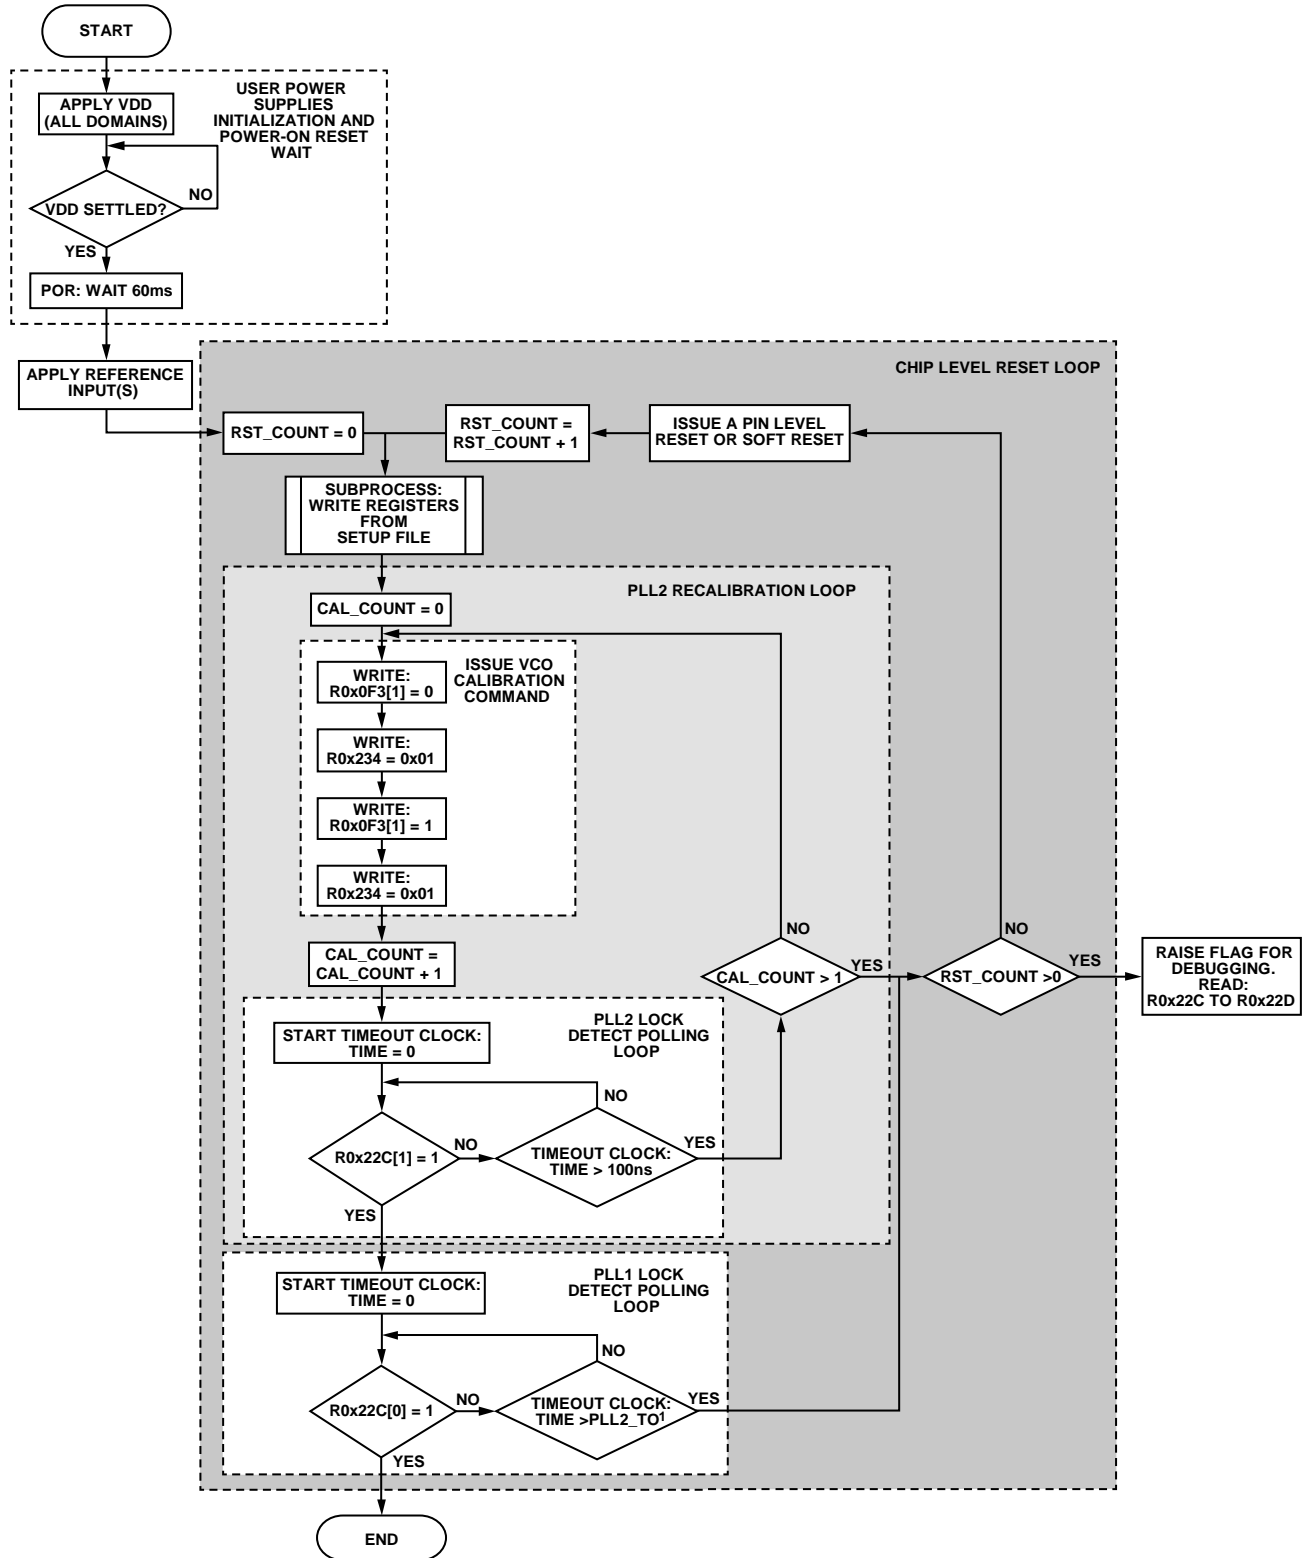 START
APPLY VDD
(ALL DOMAINS)
USER POWER
SUPPLIES
INITIALIZATION AND
POWER-ON RESET
WAIT
VDD SETTLED?
NO
YES
POR: WAIT 60ms
APPLY REFERENCE
INPUT(S)
CHIP LEVEL RESET LOOP
RST_COUNT = 0
RST_COUNT =
RST_COUNT + 1
ISSUE A PIN LEVEL
RESET OR SOFT RESET
SUBPROCESS:
WRITE REGISTERS
FROM
SETUP FILE
PLL2 RECALIBRATION LOOP
CAL_COUNT = 0
ISSUE VCO
CALIBRATION
COMMAND
WRITE:
R0x0F3[1] = 0
WRITE:
R0x234 = 0x01
WRITE:
R0x0F3[1] = 1
WRITE:
R0x234 = 0x01
CAL_COUNT =
CAL_COUNT + 1
NO
CAL_COUNT > 1
YES
NO
RST_COUNT >0
YES
RAISE FLAG FOR
DEBUGGING.
READ:
R0x22C TO R0x22D
START TIMEOUT CLOCK:
TIME = 0
PLL2 LOCK
DETECT POLLING
LOOP
NO
R0x22C[1] = 1
NO
TIMEOUT CLOCK:
TIME > 100ns
YES
YES
START TIMEOUT CLOCK:
TIME = 0
PLL1 LOCK
DETECT POLLING
LOOP
NO
R0x22C[0] = 1
NO
TIMEOUT CLOCK:
TIME >PLL2_TO¹
YES
YES
END